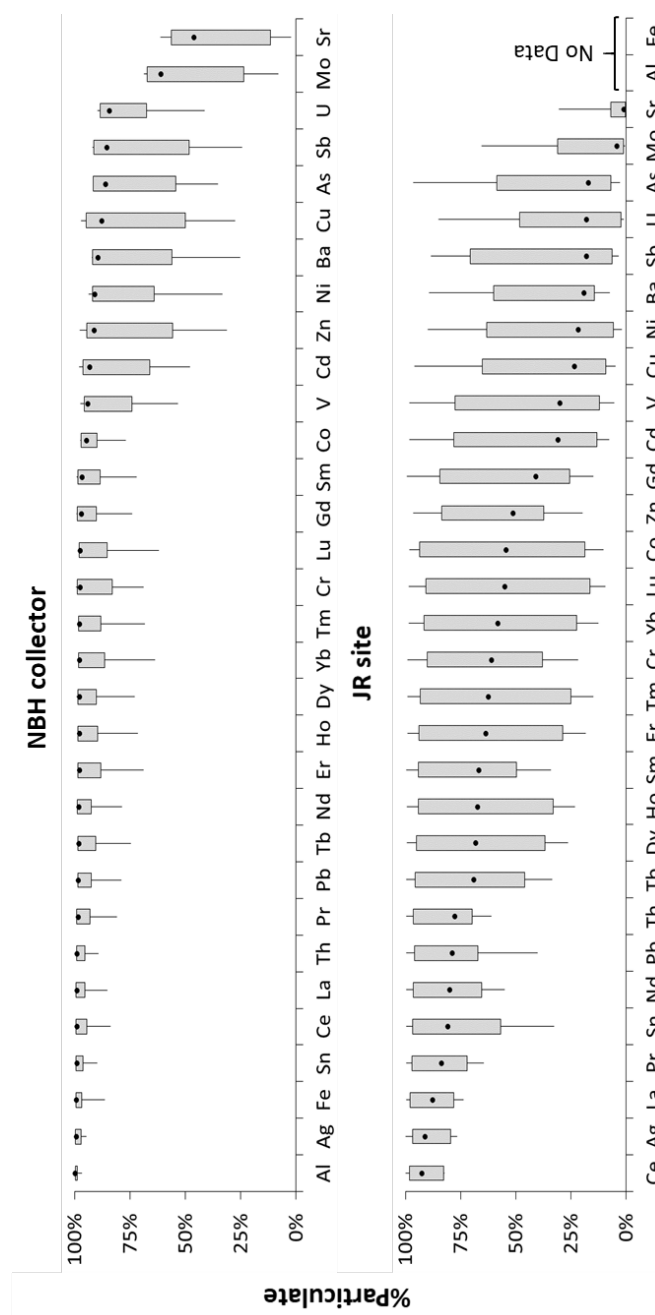 NBH collector
100%
75%
50%
25%
0%
Al Ag Fe Sn Ce La Th Pr Pb Tb Nd Er Ho Dy Yb Tm Cr Lu Gd Sm Co V Cd Zn Ni Ba Cu As Sb U Mo Sr
%Particulate
JR site
100%
75%
50%
25%
0%
No Data
Ce Ag La Pr Sn Nd Pb Th Tb Dy Ho Sm Er Tm Cr Yb Lu Co Zn Gd Cd V Cu Ni Ba Sb U As Mo Sr Al Fe